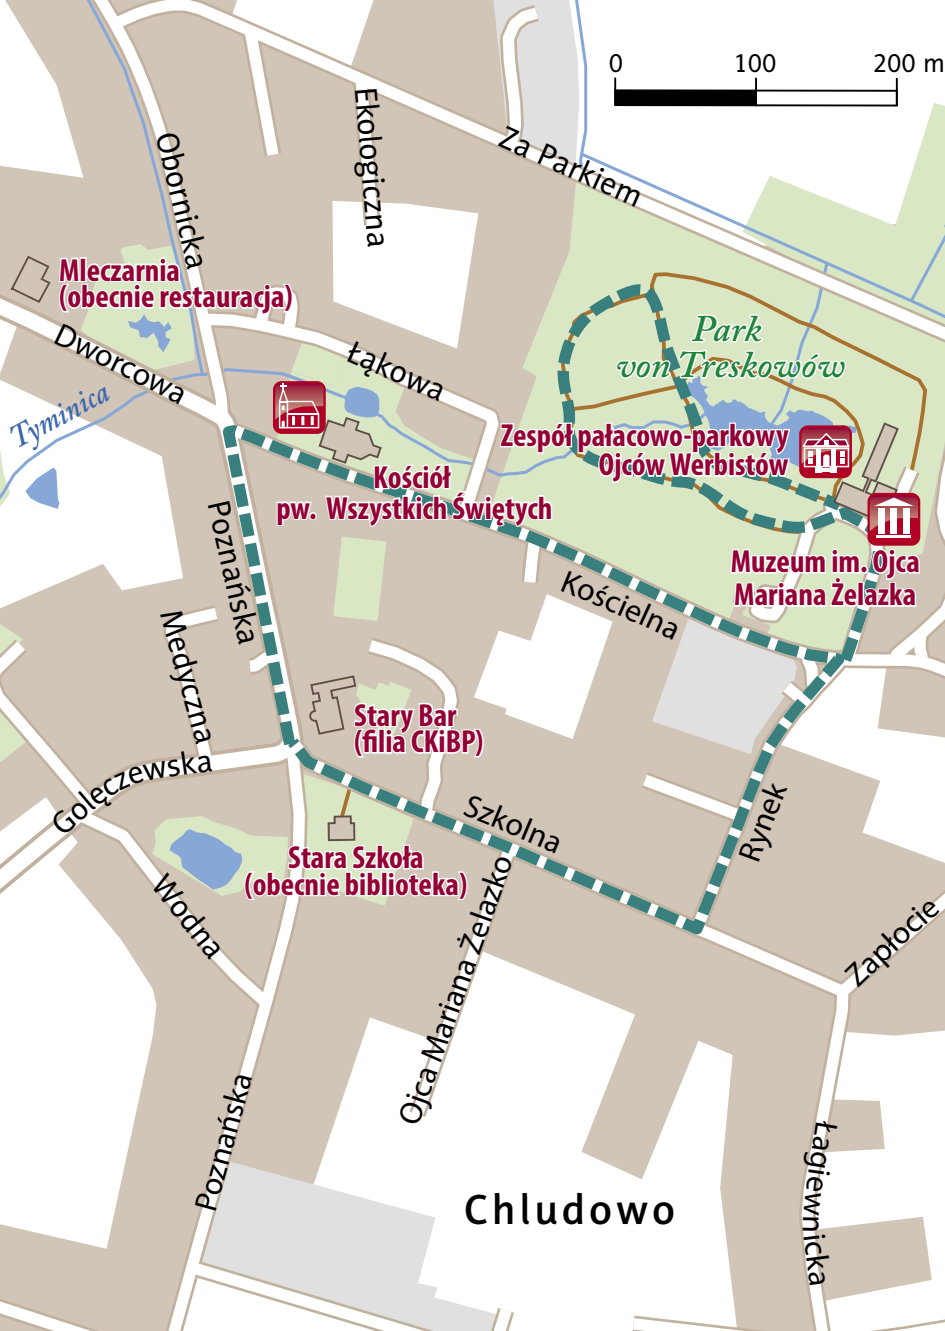 0 100 200 m
Za Parkiem
Ekologiczna
Obornicka
Mleczarnia
(obecnie restauracja)
Dworcowa
Łąkowa
Park
von Treskowów
Tyminica
Zespół pałacowo-parkowy
Ojców Werbistów
Kościół
pw. Wszystkich Świętych
Poznańska
Muzeum im. Ojca
Mariana Żelazka
Kościelna
Medyczna
Stary Bar
(filia CKiBP)
Golęczewska
Szkolna
Rynek
Stara Szkoła
(obecnie biblioteka)
Wodna
Ojca Mariana Żelazko
Zapłocie
Poznańska
Łagiewnicka
Chludowo